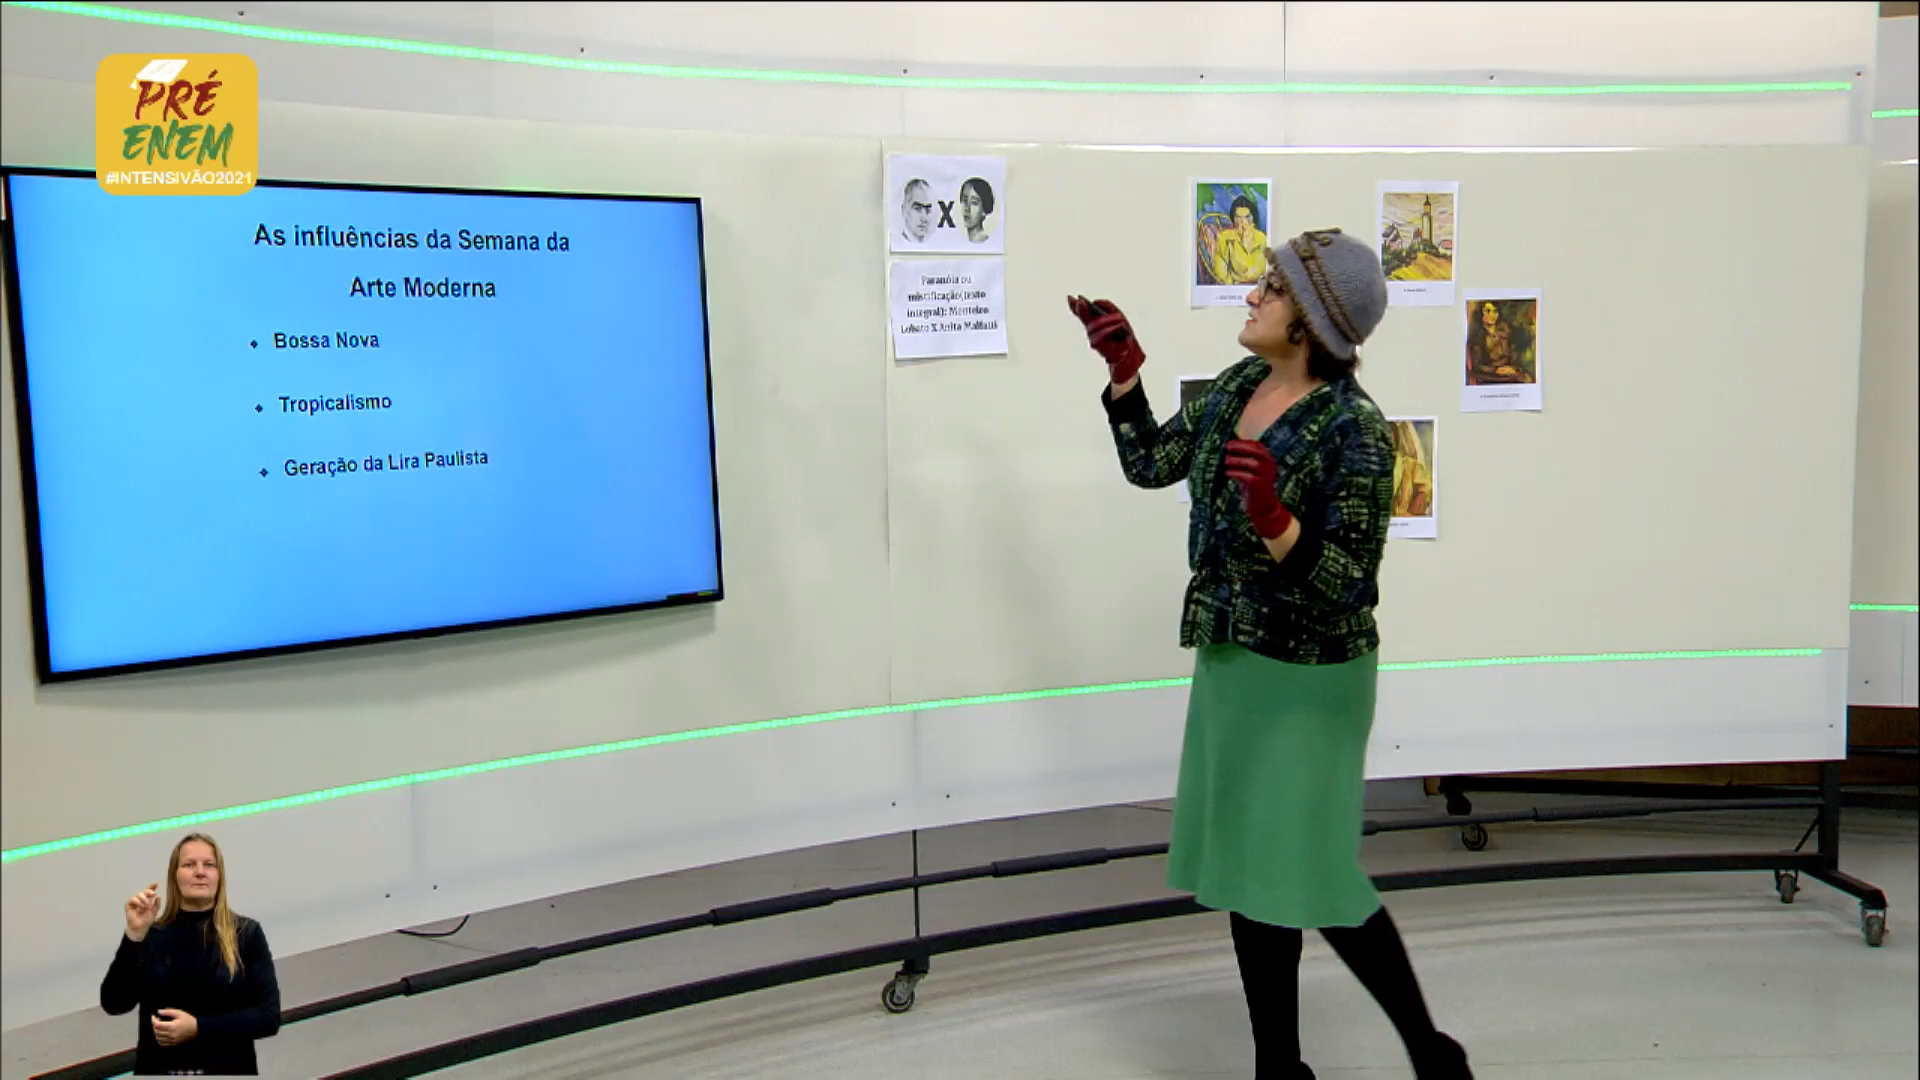 PRÉ
ENEM
#INTENSIVÃO2021
As influências da Semana da
Arte Moderna
Bossa Nova
Tropicalismo
Geração da Lira Paulista
X
Paranóia ou
mistificação(texto
integral): Monteiro
Lobato X Anita Malfatti